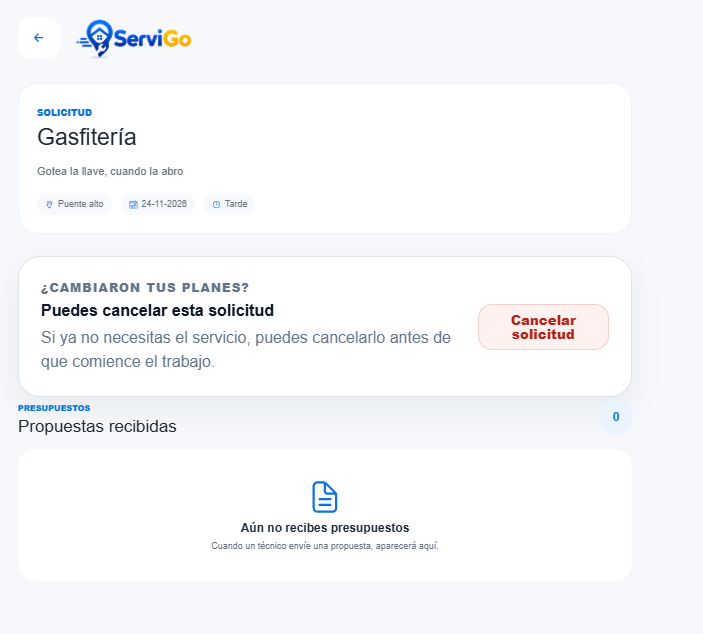 ServiGo
SOLICITUD
Gasfitería
Gotea la llave, cuando la abro
Puente alto
24-11-2026
Tarde
¿CAMBIARON TUS PLANES?
Puedes cancelar esta solicitud
Si ya no necesitas el servicio, puedes cancelarlo antes de
que comience el trabajo.
Cancelar
solicitud
PRESUPUESTOS
Propuestas recibidas
0
Aún no recibes presupuestos
Cuando un técnico envíe una propuesta, aparecerá aquí.